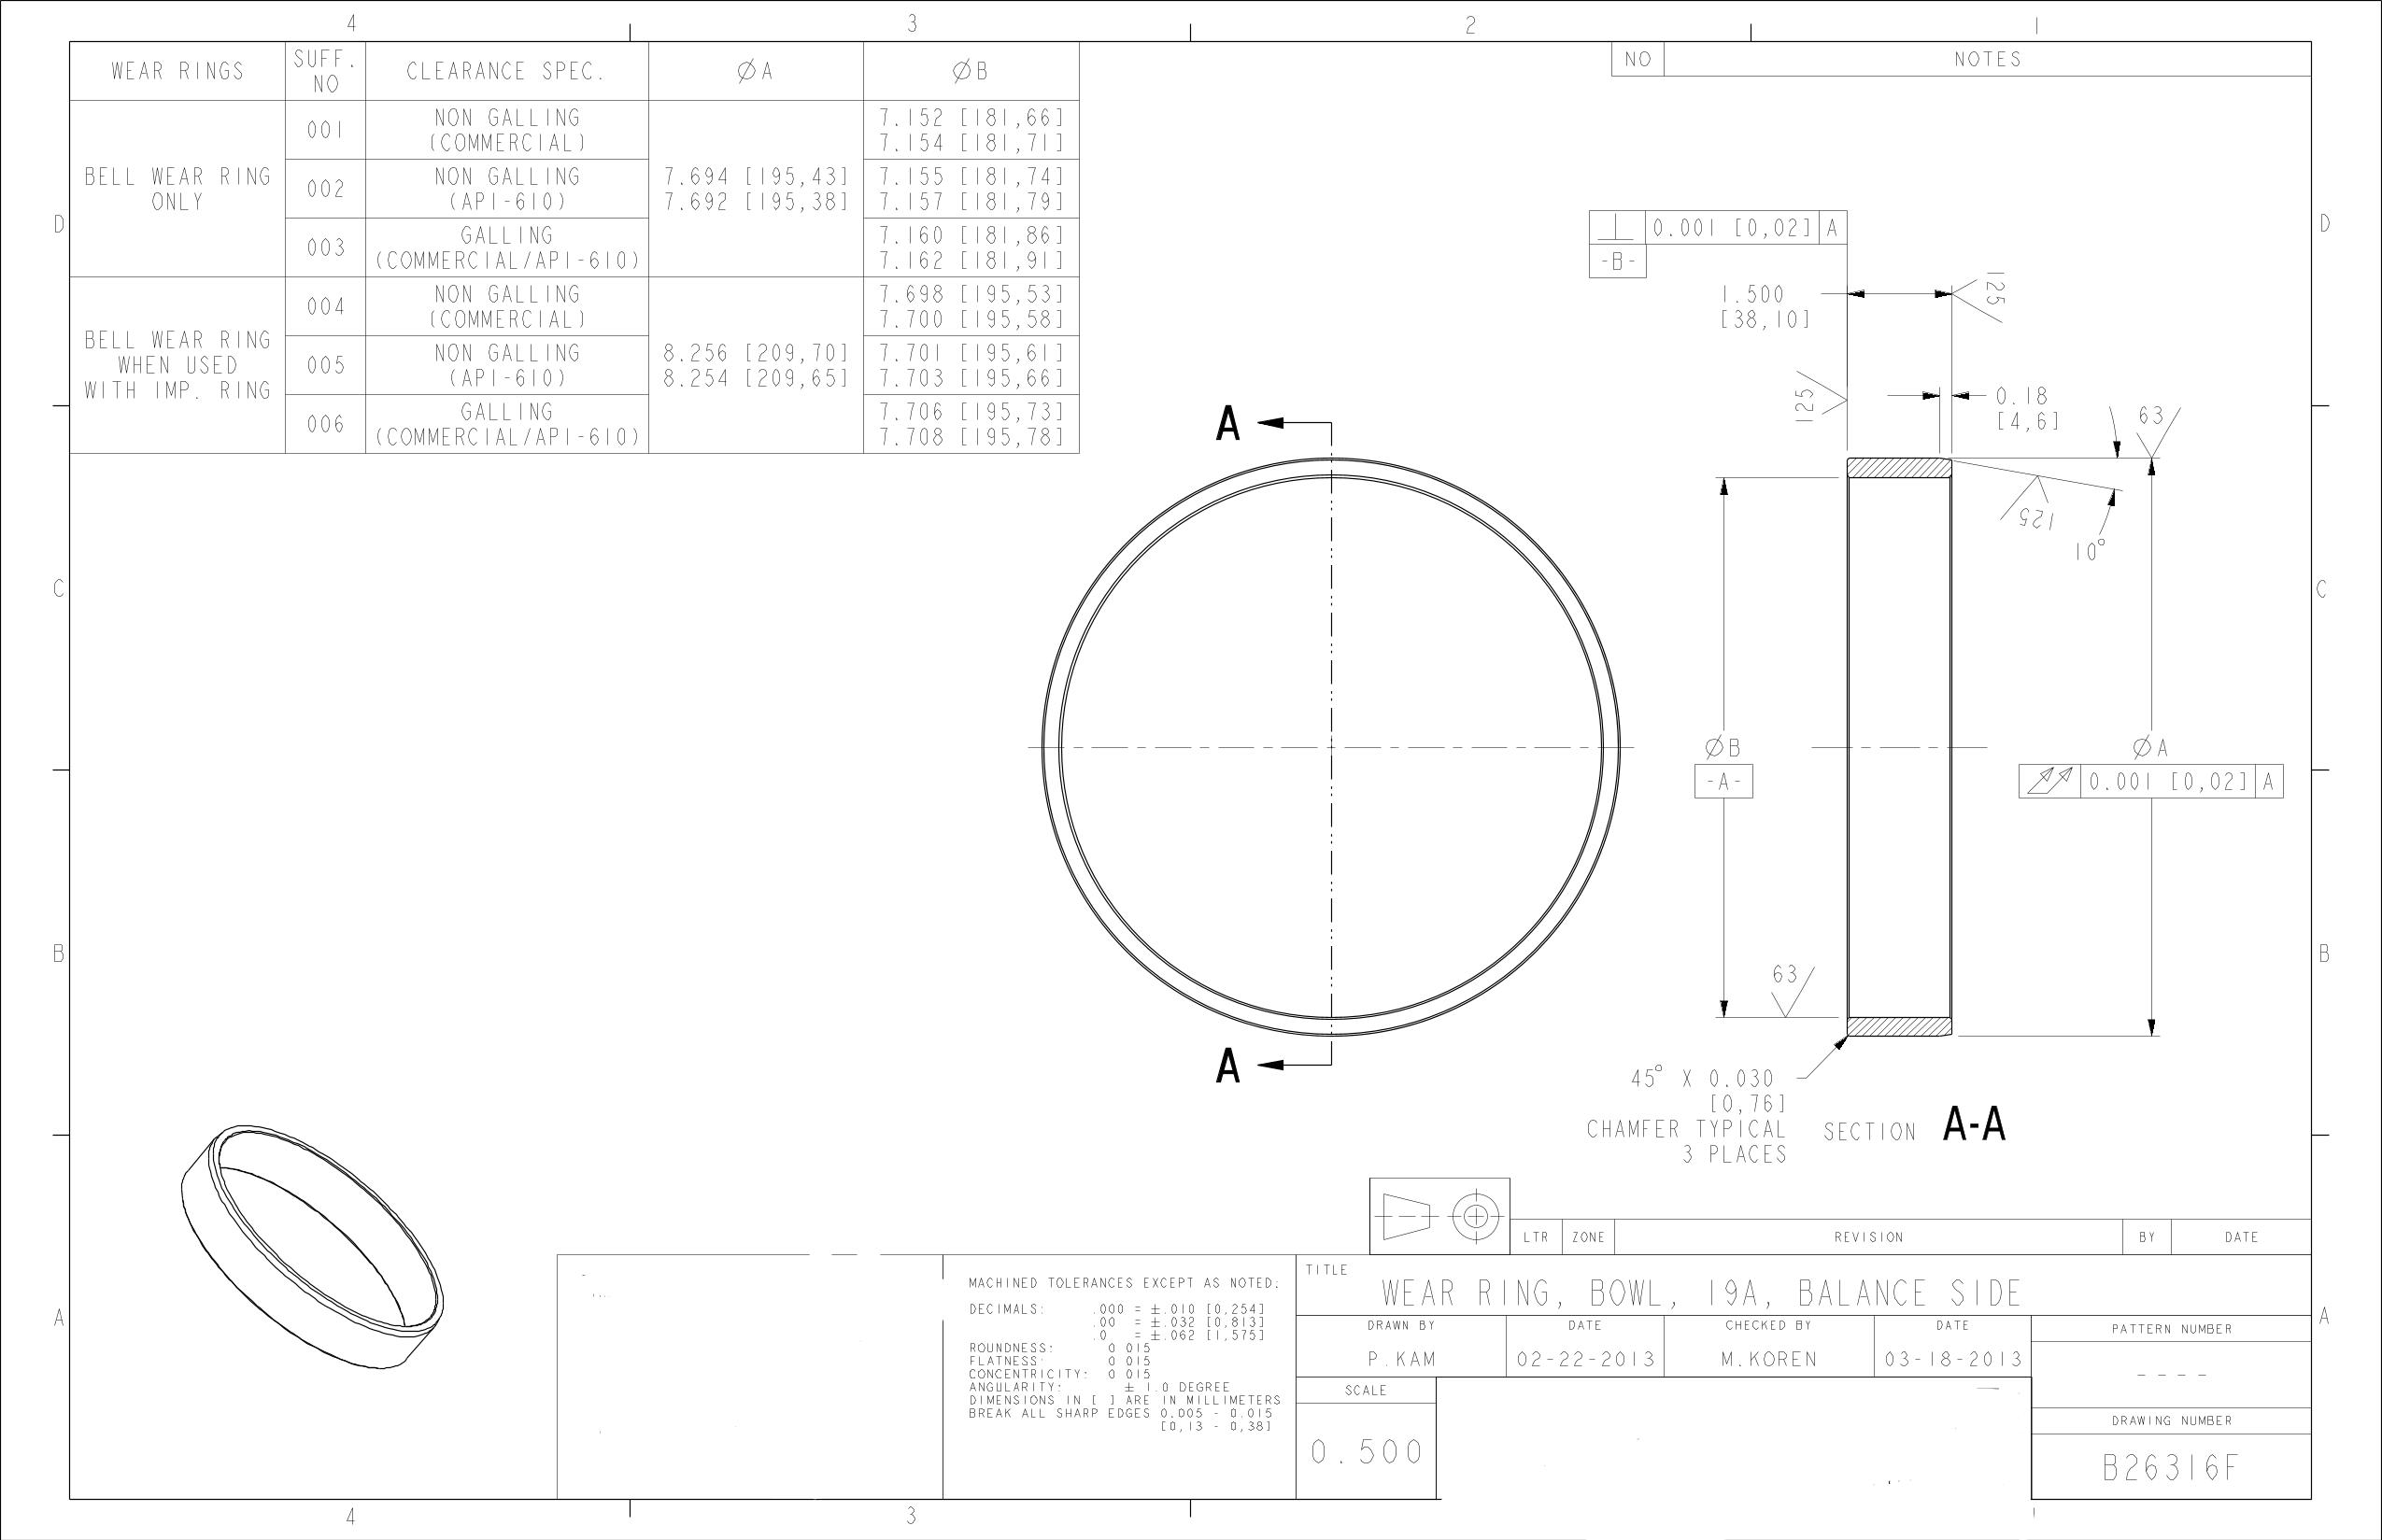 4 3 2 1
WEAR RINGS
SUFF.
NO
CLEARANCE SPEC.
ØA
ØB
BELL WEAR RING
ONLY
001
NON GALLING
(COMMERCIAL)
7.694 [195,43]
7.692 [195,38]
7.152 [181,66]
7.154 [181,71]
002
NON GALLING
(API-610)
7.155 [181,74]
7.157 [181,79]
003
GALLING
(COMMERCIAL/API-610)
7.160 [181,86]
7.162 [181,91]
BELL WEAR RING
WHEN USED
WITH IMP. RING
004
NON GALLING
(COMMERCIAL)
8.256 [209,70]
8.254 [209,65]
7.698 [195,53]
7.700 [195,58]
005
NON GALLING
(API-610)
7.701 [195,61]
7.703 [195,66]
006
GALLING
(COMMERCIAL/API-610)
7.706 [195,73]
7.708 [195,78]
NO NOTES
D D
C C
B B
A A
⊥ 0.001 [0,02] A
-B-
1.500
[38,10]
125
125
0.18
[4,6]
63
125
10°
A
A
ØB
-A-
ØA
0.001 [0,02] A
63
45° X 0.030
[0,76]
CHAMFER TYPICAL
3 PLACES
SECTION A-A
LTR ZONE REVISION BY DATE
MACHINED TOLERANCES EXCEPT AS NOTED:
DECIMALS: .000 = ±.010 [0,254]
.00 = ±.032 [0,813]
.0 = ±.062 [1,575]
ROUNDNESS: 0 015
FLATNESS: 0 015
CONCENTRICITY: 0 015
ANGULARITY: ± 1.0 DEGREE
DIMENSIONS IN [ ] ARE IN MILLIMETERS
BREAK ALL SHARP EDGES 0.005 - 0.015
[0,13 - 0,38]
TITLE
WEAR RING, BOWL, 19A, BALANCE SIDE
DRAWN BY DATE CHECKED BY DATE
P.KAM 02-22-2013 M.KOREN 03-18-2013
PATTERN NUMBER
----
SCALE
0.500
DRAWING NUMBER
B26316F
4 3 1